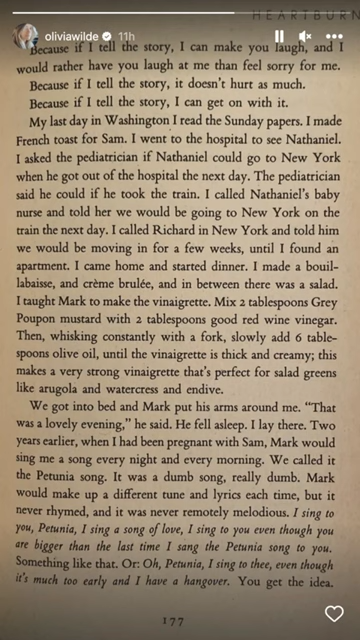 HEARTBURN
oliviawilde 11h
Because if I tell the story, I can make you laugh, and I
would rather have you laugh at me than feel sorry for me.
Because if I tell the story, it doesn't hurt as much.
Because if I tell the story, I can get on with it.
My last day in Washington I read the Sunday papers. I made
French toast for Sam. I went to the hospital to see Nathaniel.
I asked the pediatrician if Nathaniel could go to New York
when he got out of the hospital the next day. The pediatrician
said he could if he took the train. I called Nathaniel's baby
nurse and told her we would be going to New York on the
train the next day. I called Richard in New York and told him
we would be moving in for a few weeks, until I found an
apartment. I came home and started dinner. I made a bouil-
labaisse, and crème brulée, and in between there was a salad.
I taught Mark to make the vinaigrette. Mix 2 tablespoons Grey
Poupon mustard with 2 tablespoons good red wine vinegar.
Then, whisking constantly with a fork, slowly add 6 table-
spoons olive oil, until the vinaigrette is thick and creamy; this
makes a very strong vinaigrette that's perfect for salad greens
like arugola and watercress and endive.
We got into bed and Mark put his arms around me. "That
was a lovely evening," he said. He fell asleep. I lay there. Two
years earlier, when I had been pregnant with Sam, Mark would
sing me a song every night and every morning. We called it
the Petunia song. It was a dumb song, really dumb. Mark
would make up a different tune and lyrics each time, but it
never rhymed, and it was never remotely melodious. I sing to
you, Petunia, I sing a song of love, I sing to you even though you
are bigger than the last time I sang the Petunia song to you.
Something like that. Or: Oh, Petunia, I sing to thee, even though
it's much too early and I have a hangover. You get the idea.
177